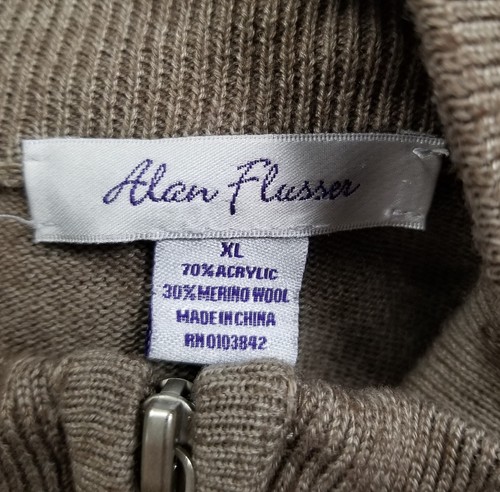 Alan Flusser
XL
70% ACRYLIC
30% MERINO WOOL
MADE IN CHINA
RN 0103842